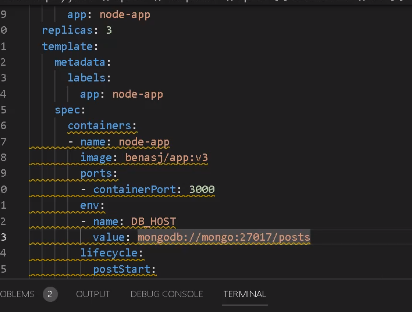 9 app: node-app
0 replicas: 3
1 template:
2 metadata:
3 labels:
4 app: node-app
5 spec:
6 containers:
7 - name: node-app
8 image: benasj/app:v3
9 ports:
0 - containerPort: 3000
1 env:
2 - name: DB_HOST
3 value: mongodb://mongo:27017/posts
4 lifecycle:
5 postStart:
OBLEMS 2 OUTPUT DEBUG CONSOLE TERMINAL